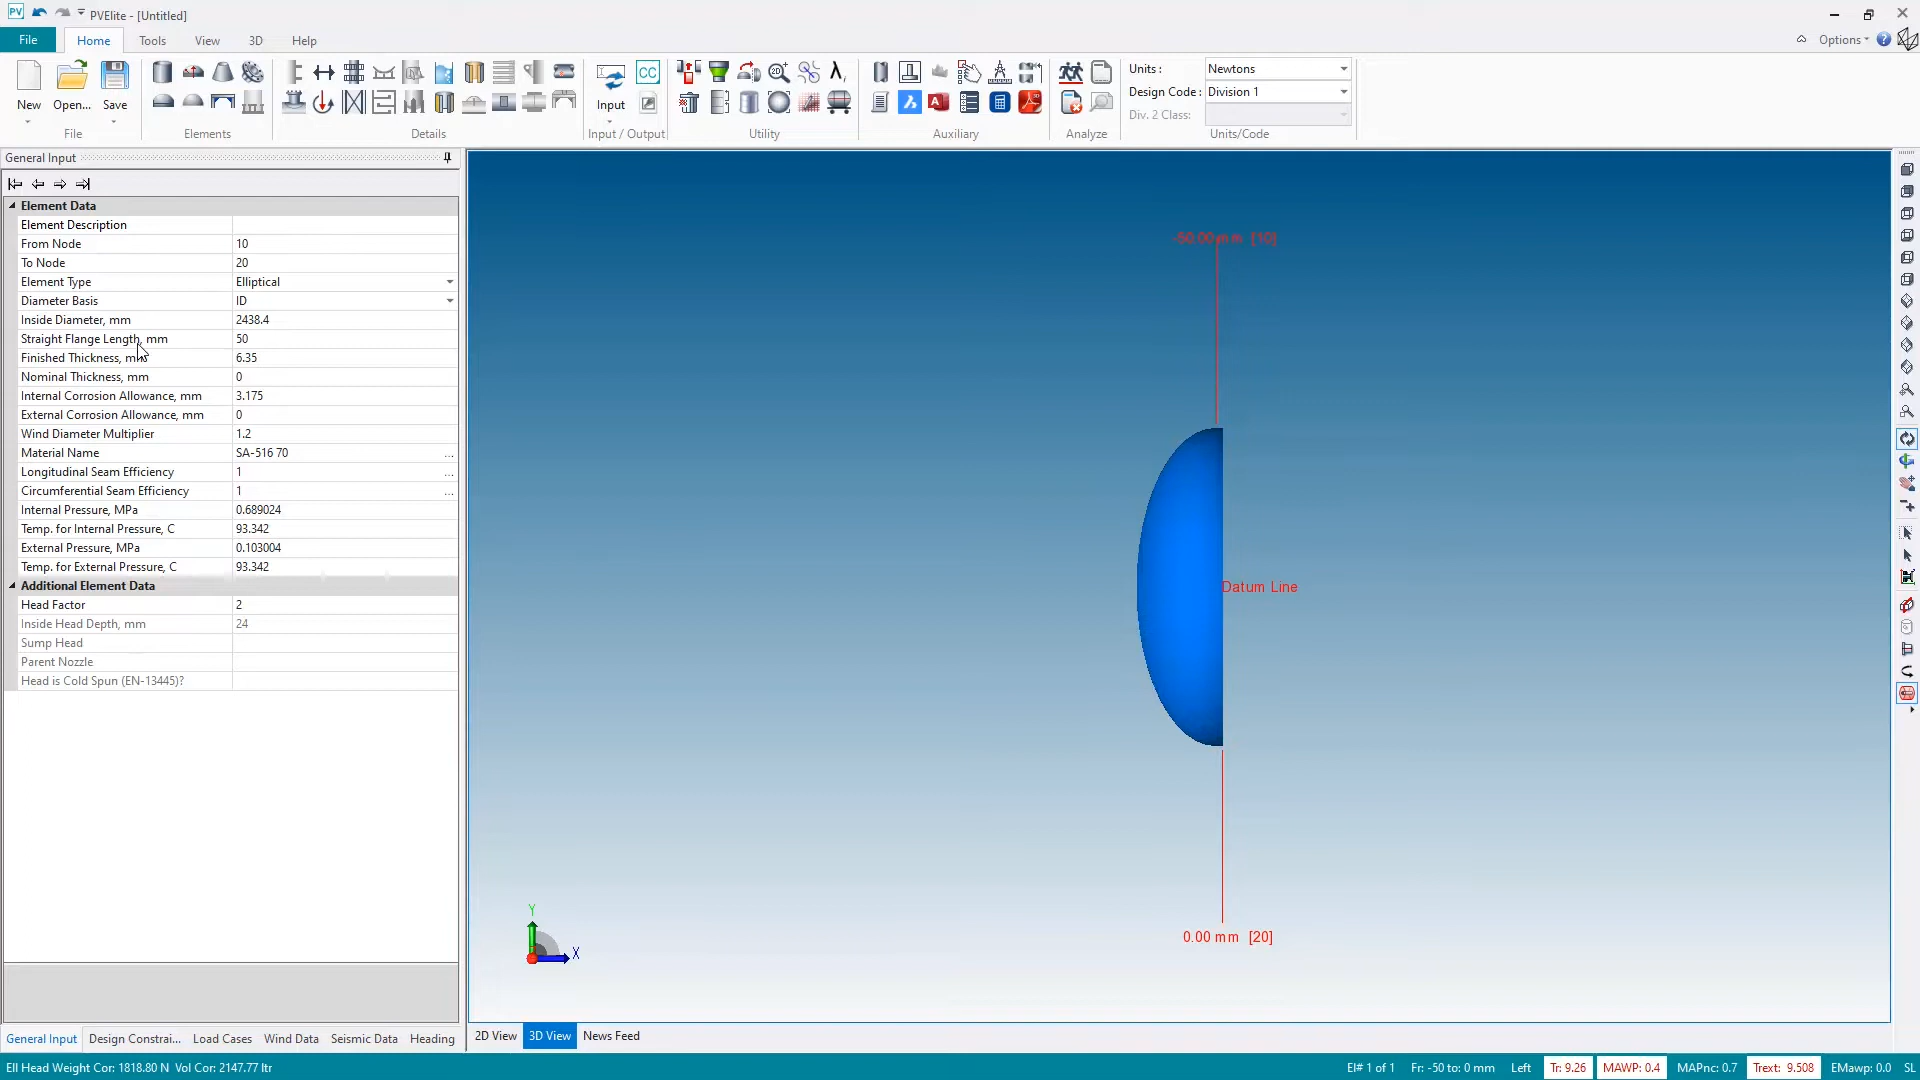 PVElite - [Untitled]
File Home Tools View 3D Help Options
New Open... Save Input
CC 2D A
Units : Newtons
Design Code : Division 1
Div. 2 Class:
File Elements Details Input / Output Utility Auxiliary Analyze Units/Code
General Input
Element Data
Element Description
From Node 10
To Node 20
Element Type Elliptical
Diameter Basis ID
Inside Diameter, mm 2438.4
Straight Flange Length, mm 50
Finished Thickness, mm 6.35
Nominal Thickness, mm 0
Internal Corrosion Allowance, mm 3.175
External Corrosion Allowance, mm 0
Wind Diameter Multiplier 1.2
Material Name SA-516 70 ...
Longitudinal Seam Efficiency 1 ...
Circumferential Seam Efficiency 1 ...
Internal Pressure, MPa 0.689024
Temp. for Internal Pressure, C 93.342
External Pressure, MPa 0.103004
Temp. for External Pressure, C 93.342
Additional Element Data
Head Factor 2
Inside Head Depth, mm 24
Sump Head
Parent Nozzle
Head is Cold Spun (EN-13445)?
-50.00 mm [10]
Datum Line
0.00 mm [20]
Y
X
General Input Design Constrai... Load Cases Wind Data Seismic Data Heading
2D View 3D View News Feed
Ell Head Weight Cor: 1818.80 N Vol Cor: 2147.77 ltr
El# 1 of 1 Fr: -50 to: 0 mm Left Tr: 9.26 MAWP: 0.4 MAPnc: 0.7 Trext: 9.508 EMawp: 0.0 SL